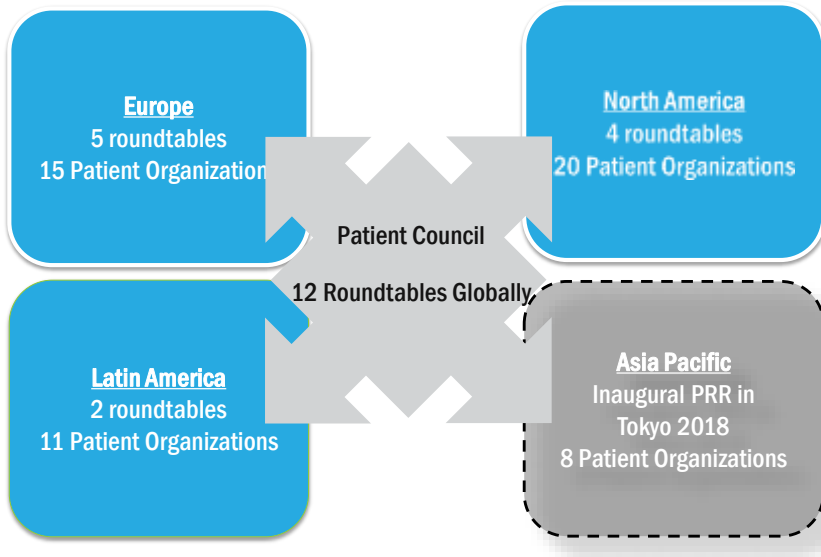 Europe
5 roundtables
15 Patient Organization
North America
4 roundtables
20 Patient Organizations
Patient Council
12 Roundtables Globally
Latin America
2 roundtables
11 Patient Organizations
Asia Pacific
Inaugural PRR in
Tokyo 2018
8 Patient Organizations